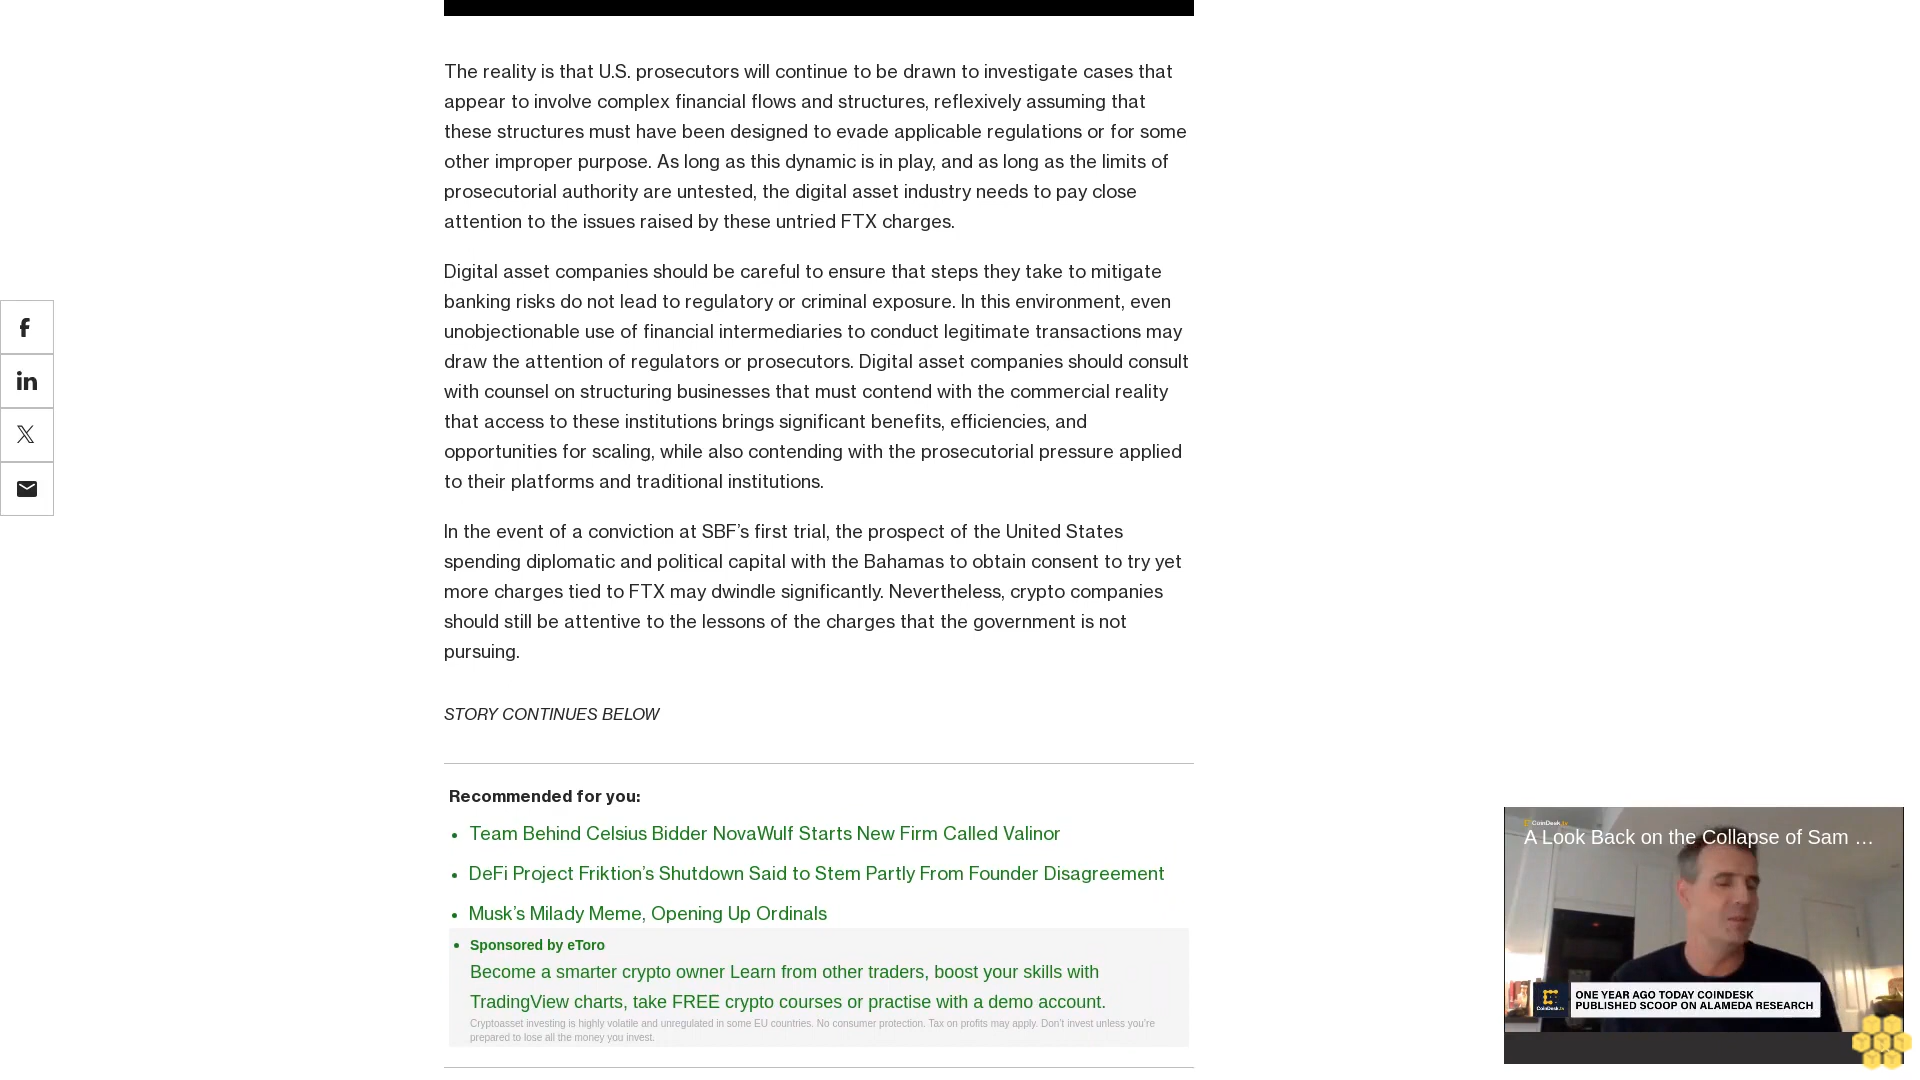 The reality is that U.S. prosecutors will continue to be drawn to investigate cases that
appear to involve complex financial flows and structures, reflexively assuming that
these structures must have been designed to evade applicable regulations or for some
other improper purpose. As long as this dynamic is in play, and as long as the limits of
prosecutorial authority are untested, the digital asset industry needs to pay close
attention to the issues raised by these untried FTX charges.
Digital asset companies should be careful to ensure that steps they take to mitigate
banking risks do not lead to regulatory or criminal exposure. In this environment, even
unobjectionable use of financial intermediaries to conduct legitimate transactions may
draw the attention of regulators or prosecutors. Digital asset companies should consult
with counsel on structuring businesses that must contend with the commercial reality
that access to these institutions brings significant benefits, efficiencies, and
opportunities for scaling, while also contending with the prosecutorial pressure applied
to their platforms and traditional institutions.
In the event of a conviction at SBF’s first trial, the prospect of the United States
spending diplomatic and political capital with the Bahamas to obtain consent to try yet
more charges tied to FTX may dwindle significantly. Nevertheless, crypto companies
should still be attentive to the lessons of the charges that the government is not
pursuing.
STORY CONTINUES BELOW
Recommended for you:
Team Behind Celsius Bidder NovaWulf Starts New Firm Called Valinor
DeFi Project Friktion’s Shutdown Said to Stem Partly From Founder Disagreement
Musk’s Milady Meme, Opening Up Ordinals
Sponsored by eToro
Become a smarter crypto owner Learn from other traders, boost your skills with
TradingView charts, take FREE crypto courses or practise with a demo account.
Cryptoasset investing is highly volatile and unregulated in some EU countries. No consumer protection. Tax on profits may apply. Don’t invest unless you’re
prepared to lose all the money you invest.
CoinDesk.tv
A Look Back on the Collapse of Sam …
CoinDesk.tv
ONE YEAR AGO TODAY COINDESK
PUBLISHED SCOOP ON ALAMEDA RESEARCH